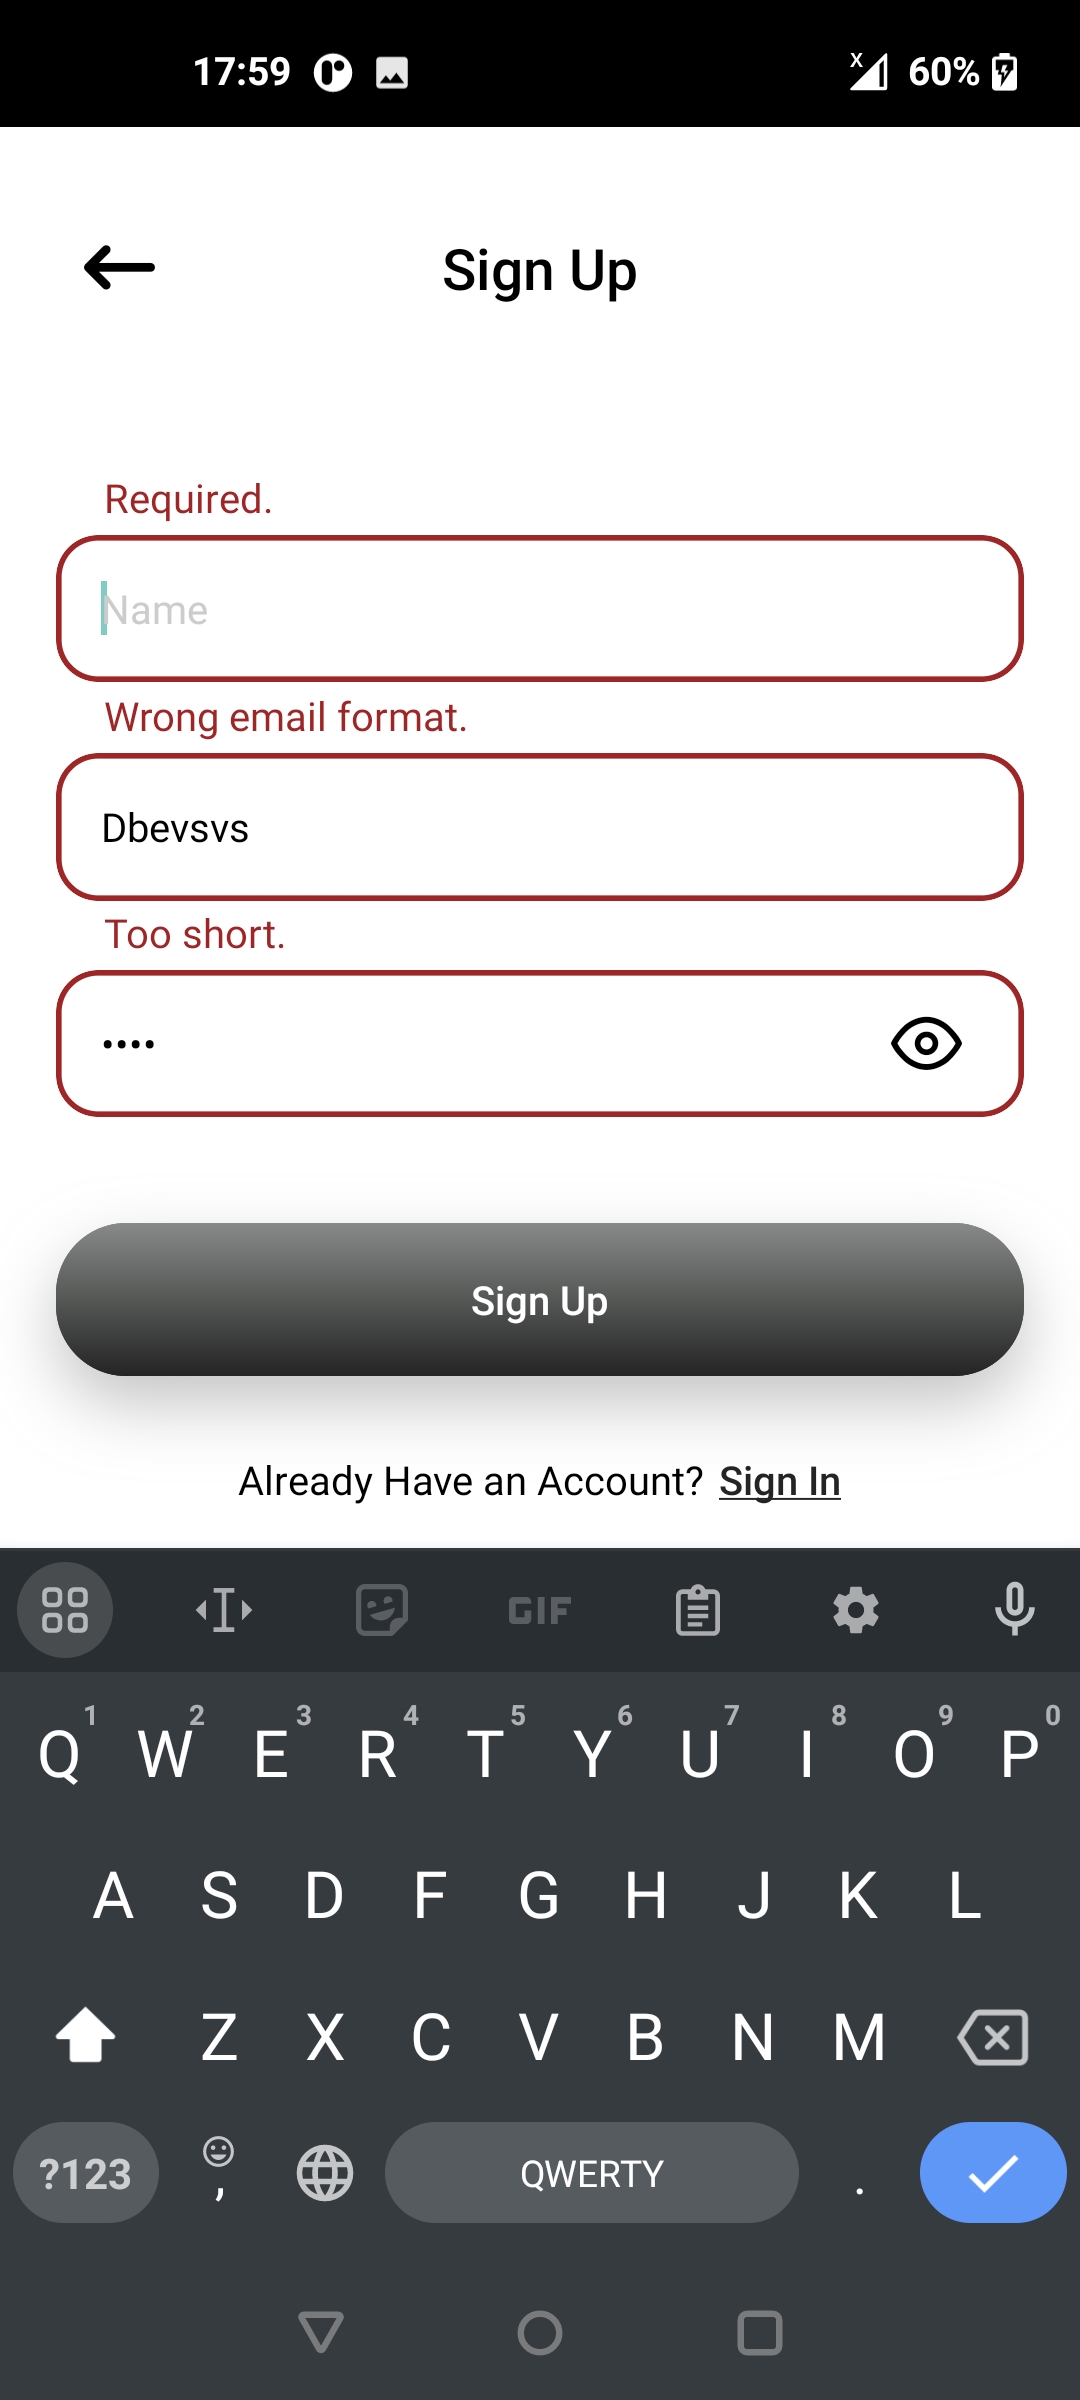 17:59 60%
Sign Up
Required.
Name
Wrong email format.
Dbevsvs
Too short.
••••
Sign Up
Already Have an Account? Sign In
GIF
1 2 3 4 5 6 7 8 9 0
Q W E R T Y U I O P
A S D F G H J K L
Z X C V B N M
?123 , QWERTY .